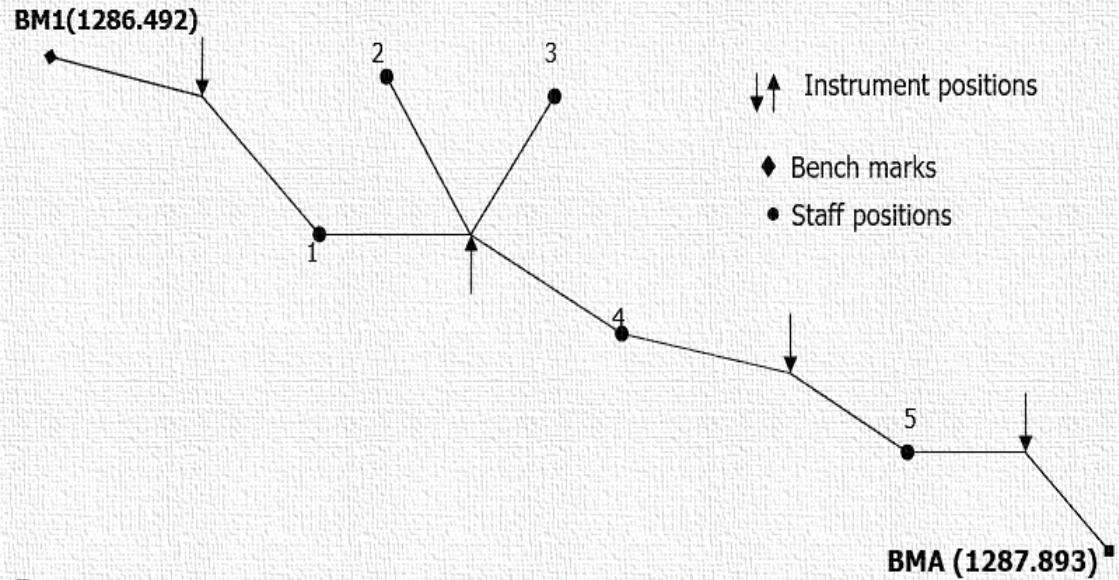 BM1(1286.492)
2
3
Instrument positions
Bench marks
Staff positions
1
4
5
BMA (1287.893)